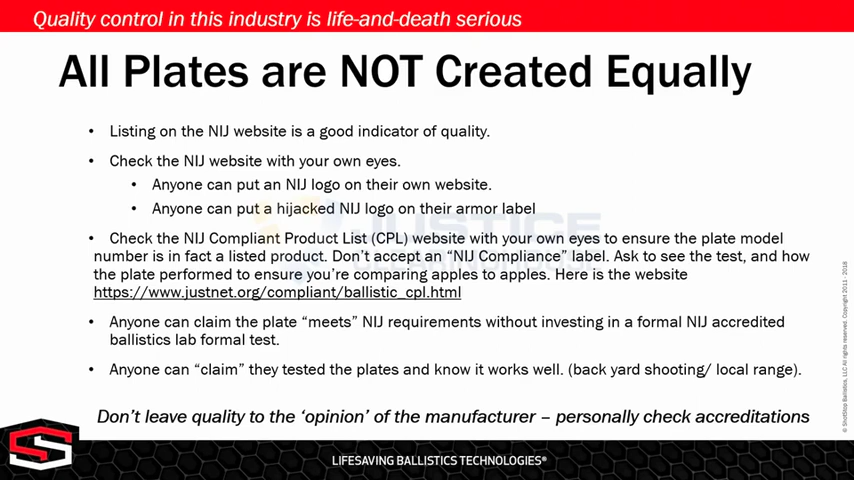 Quality control in this industry is life-and-death serious
All Plates are NOT Created Equally
• Listing on the NIJ website is a good indicator of quality.
• Check the NIJ website with your own eyes.
• Anyone can put an NIJ logo on their own website.
• Anyone can put a hijacked NIJ logo on their armor label
• Check the NIJ Compliant Product List (CPL) website with your own eyes to ensure the plate model
number is in fact a listed product. Don't accept an “NIJ Compliance” label. Ask to see the test, and how
the plate performed to ensure you're comparing apples to apples. Here is the website
https://www.justnet.org/compliant/ballistic_cpl.html
• Anyone can claim the plate “meets” NIJ requirements without investing in a formal NIJ accredited
ballistics lab formal test.
• Anyone can “claim” they tested the plates and know it works well. (back yard shooting/ local range).
Don't leave quality to the ‘opinion’ of the manufacturer – personally check accreditations
LIFESAVING BALLISTICS TECHNOLOGIES®
© ShotStop Ballistics, LLC All rights reserved. Copyright 2011 - 2018
JUSTICE